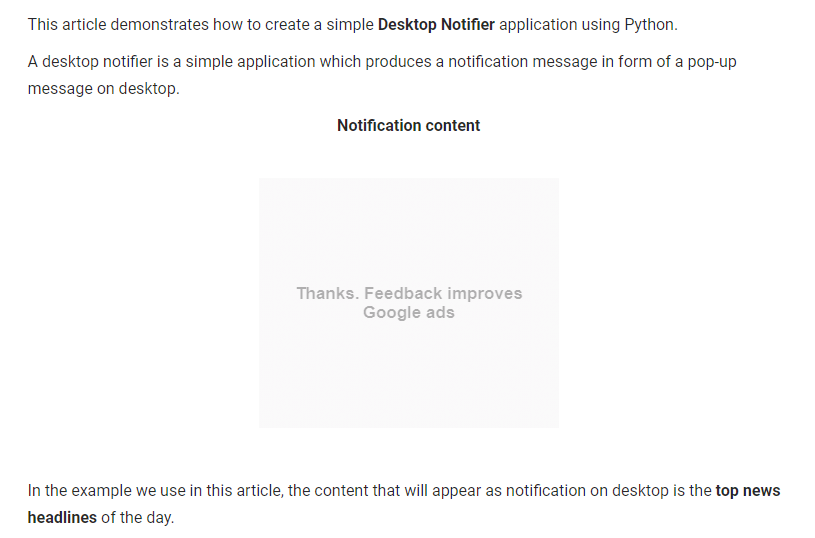 This article demonstrates how to create a simple Desktop Notifier application using Python.
A desktop notifier is a simple application which produces a notification message in form of a pop-up
message on desktop.
Notification content
Thanks. Feedback improves
Google ads
In the example we use in this article, the content that will appear as notification on desktop is the top news
headlines of the day.